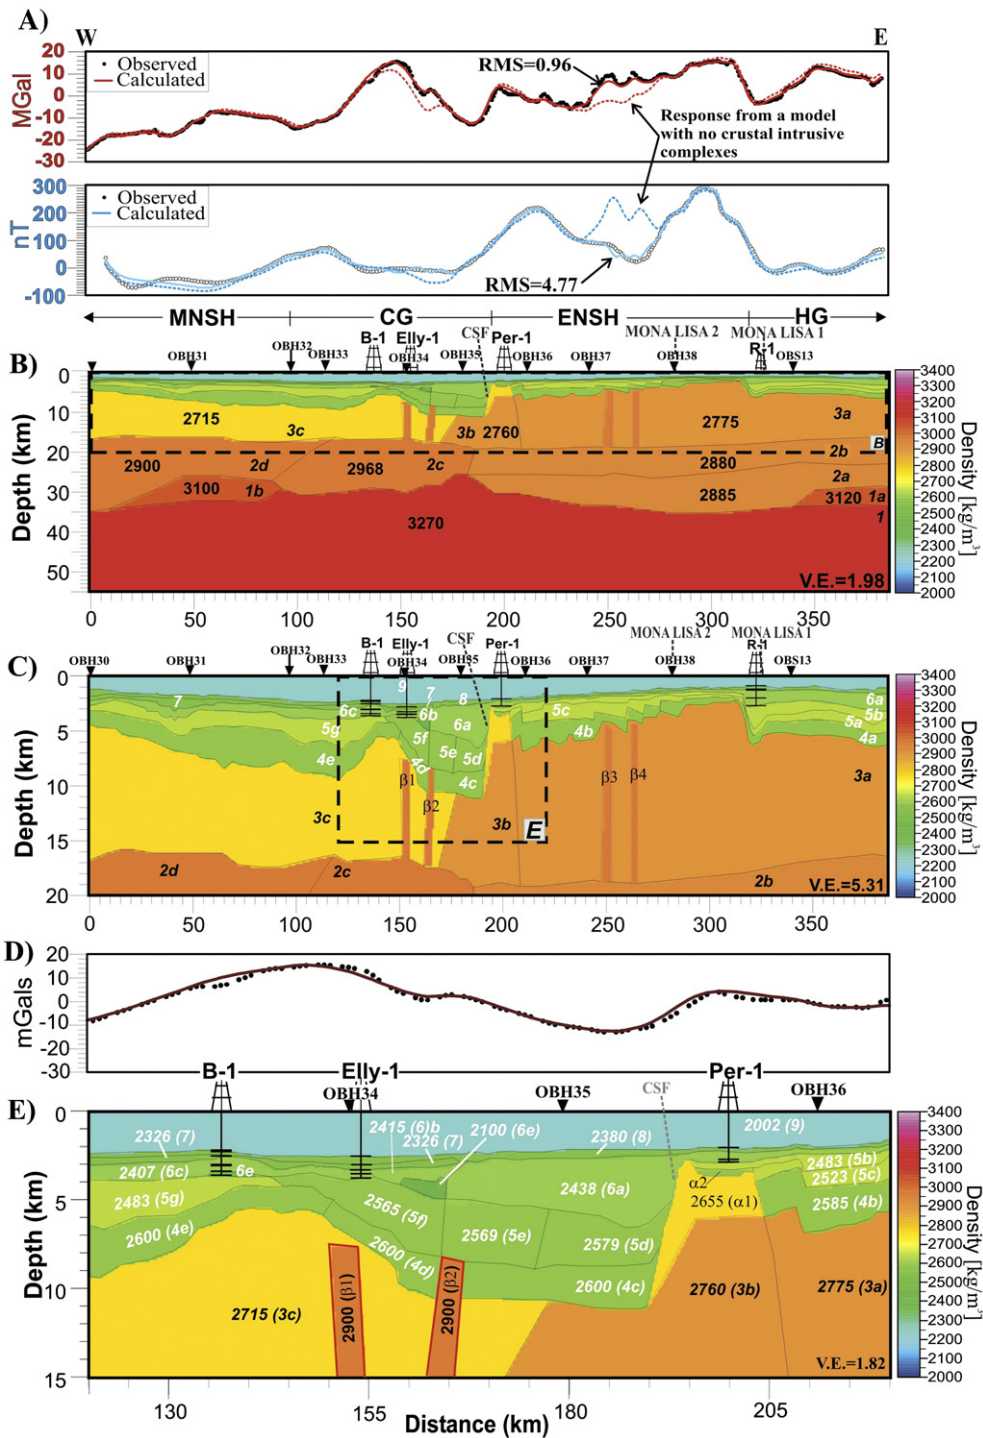 A)
W E
20
10
0
-10
-20
-30
MGal
Observed
Calculated
RMS=0.96
Response from a model
with no crustal intrusive
complexes
300
200
100
0
-100
nT
Observed
Calculated
RMS=4.77
MNSH CG ENSH HG
B-1 Elly-1 CSF Per-1 MONA LISA 2 MONA LISA 1
OBH31 OBH32 OBH33 OBH34 OBH35 OBH36 OBH37 OBH38 R-1 OBS13
B)
0
10
20
30
40
50
Depth (km)
2715 3c 3b 2760 2775 3a
B
2900 2d 2968 2c 2880 2b
2a
3100 1b 2885 3120 1a
3270 1
V.E.=1.98
0 50 100 150 200 250 300 350
3400
3300
3200
3100
3000
2900
2800
2700
2600
2500
2400
2300
2200
2100
2000
Density [kg/m³]
B-1 Elly-1 CSF Per-1 MONA LISA 2 MONA LISA 1
OBH30 OBH31 OBH32 OBH33 OBH34 OBH35 OBH36 OBH37 OBH38 R-1 OBS13
C)
0
5
10
15
20
Depth (km)
9 7 8
7 6c 6b 6a 5c 6a
5b
5g 5f 5e 5d 4b 5a
4e 4d 4c 4a
β1 β2 β3 β4 3a
3c 3b
E
2d 2c 2b
V.E.=5.31
0 50 100 150 200 250 300 350
3400
3300
3200
3100
3000
2900
2800
2700
2600
2500
2400
2300
2200
2100
2000
Density [kg/m³]
D)
20
10
0
-10
-20
-30
mGals
B-1 Elly-1 Per-1
OBH34 OBH35 CSF OBH36
E)
0
5
10
15
Depth (km)
2326 (7) 2415 (6)b 2326 (7) 2100 (6e) 2380 (8) 2002 (9)
2407 (6c) 6e 2483 (5b)
2483 (5g) 2438 (6a) α2 2523 (5c)
2565 (5f) 2655 (α1) 2585 (4b)
2600 (4e) 2569 (5e) 2579 (5d)
2600 (4d) 2600 (4c) 2760 (3b) 2775 (3a)
2715 (3c) 2900 (β1) 2900 (β2)
V.E.=1.82
130 155 180 205
Distance (km)
3400
3300
3200
3100
3000
2900
2800
2700
2600
2500
2400
2300
2200
2100
2000
Density [kg/m³]